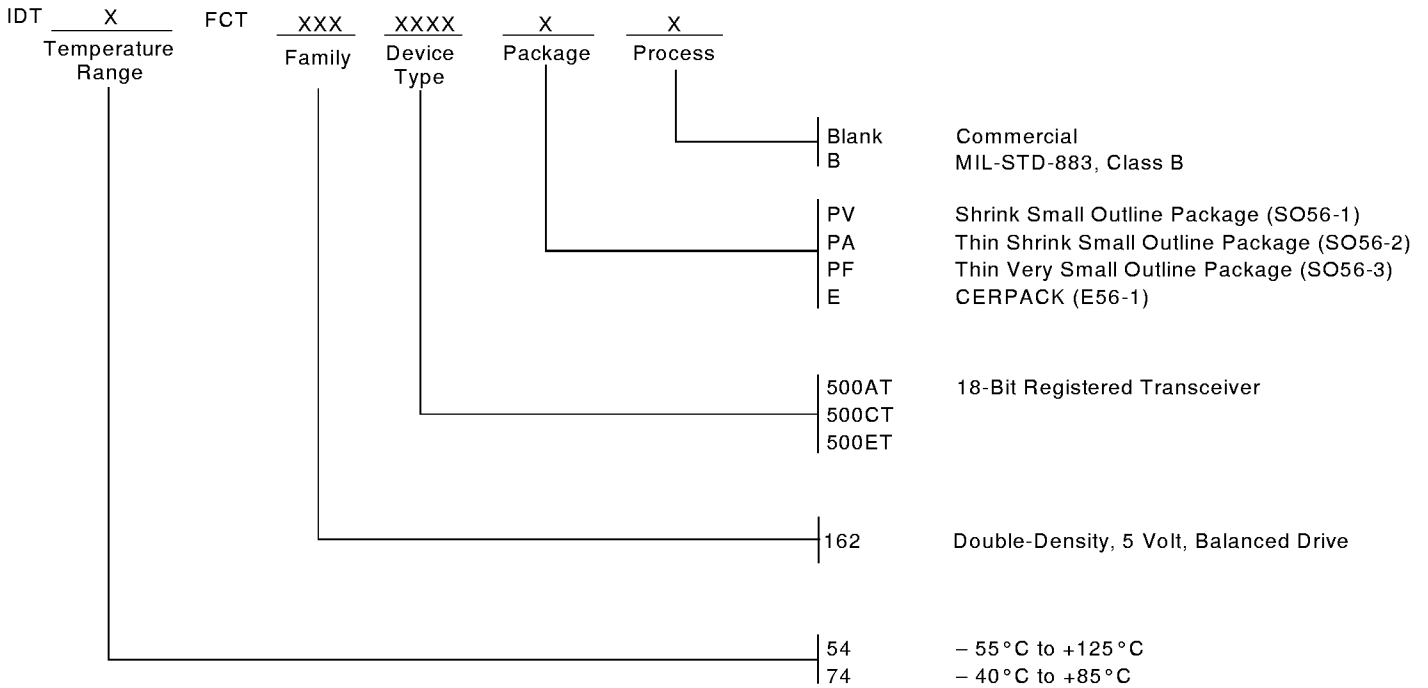 IDT X FCT XXX XXXX X X
Temperature Range
Family
Device Type
Package
Process
Blank Commercial
B MIL-STD-883, Class B
PV Shrink Small Outline Package (SO56-1)
PA Thin Shrink Small Outline Package (SO56-2)
PF Thin Very Small Outline Package (SO56-3)
E CERPACK (E56-1)
500AT 18-Bit Registered Transceiver
500CT
500ET
162 Double-Density, 5 Volt, Balanced Drive
54 – 55°C to +125°C
74 – 40°C to +85°C